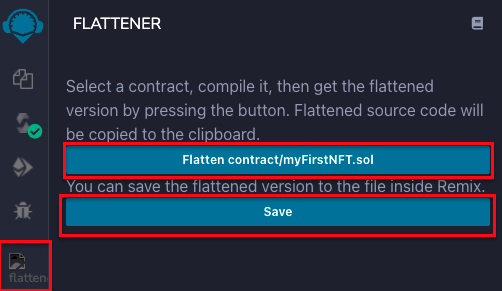 FLATTENER
Select a contract, compile it, then get the flattened
version by pressing the button. Flattened source code will
be copied to the clipboard.
Flatten contract/myFirstNFT.sol
You can save the flattened version to the file inside Remix.
Save
flattene